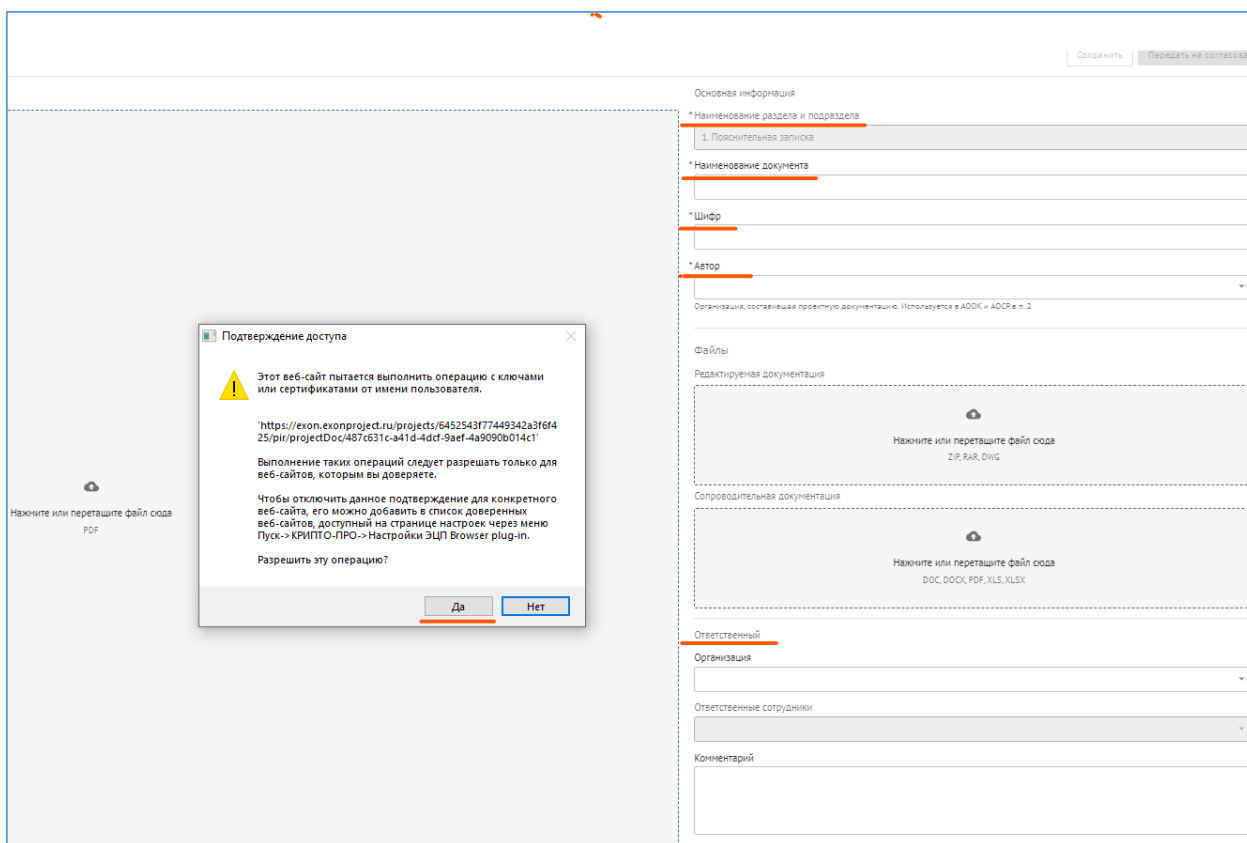 Сохранить
Передать на согласова
Основная информация
* Наименование раздела и подраздела
1. Пояснительная записка
* Наименование документа
* Шифр
* Автор
Организация, составившая проектную документацию. Используется в АООК и АОСР в п. 2
Файлы
Редактируемая документация
Нажмите или перетащите файл сюда
ZIP, RAR, DWG
Сопроводительная документация
Нажмите или перетащите файл сюда
DOC, DOCX, PDF, XLS, XLSX
Ответственный
Организация
Ответственные сотрудники
Комментарий
Нажмите или перетащите файл сюда
PDF
Подтверждение доступа
Этот веб-сайт пытается выполнить операцию с ключами
или сертификатами от имени пользователя.
'https://exon.exonproject.ru/projects/6452543f77449342a3f6f4
25/pir/projectDoc/487c631c-a41d-4dcf-9aef-4a9090b014c1'
Выполнение таких операций следует разрешать только для
веб-сайтов, которым вы доверяете.
Чтобы отключить данное подтверждение для конкретного
веб-сайта, его можно добавить в список доверенных
веб-сайтов, доступный на странице настроек через меню
Пуск->КРИПТО-ПРО->Настройки ЭЦП Browser plug-in.
Разрешить эту операцию?
Да
Нет